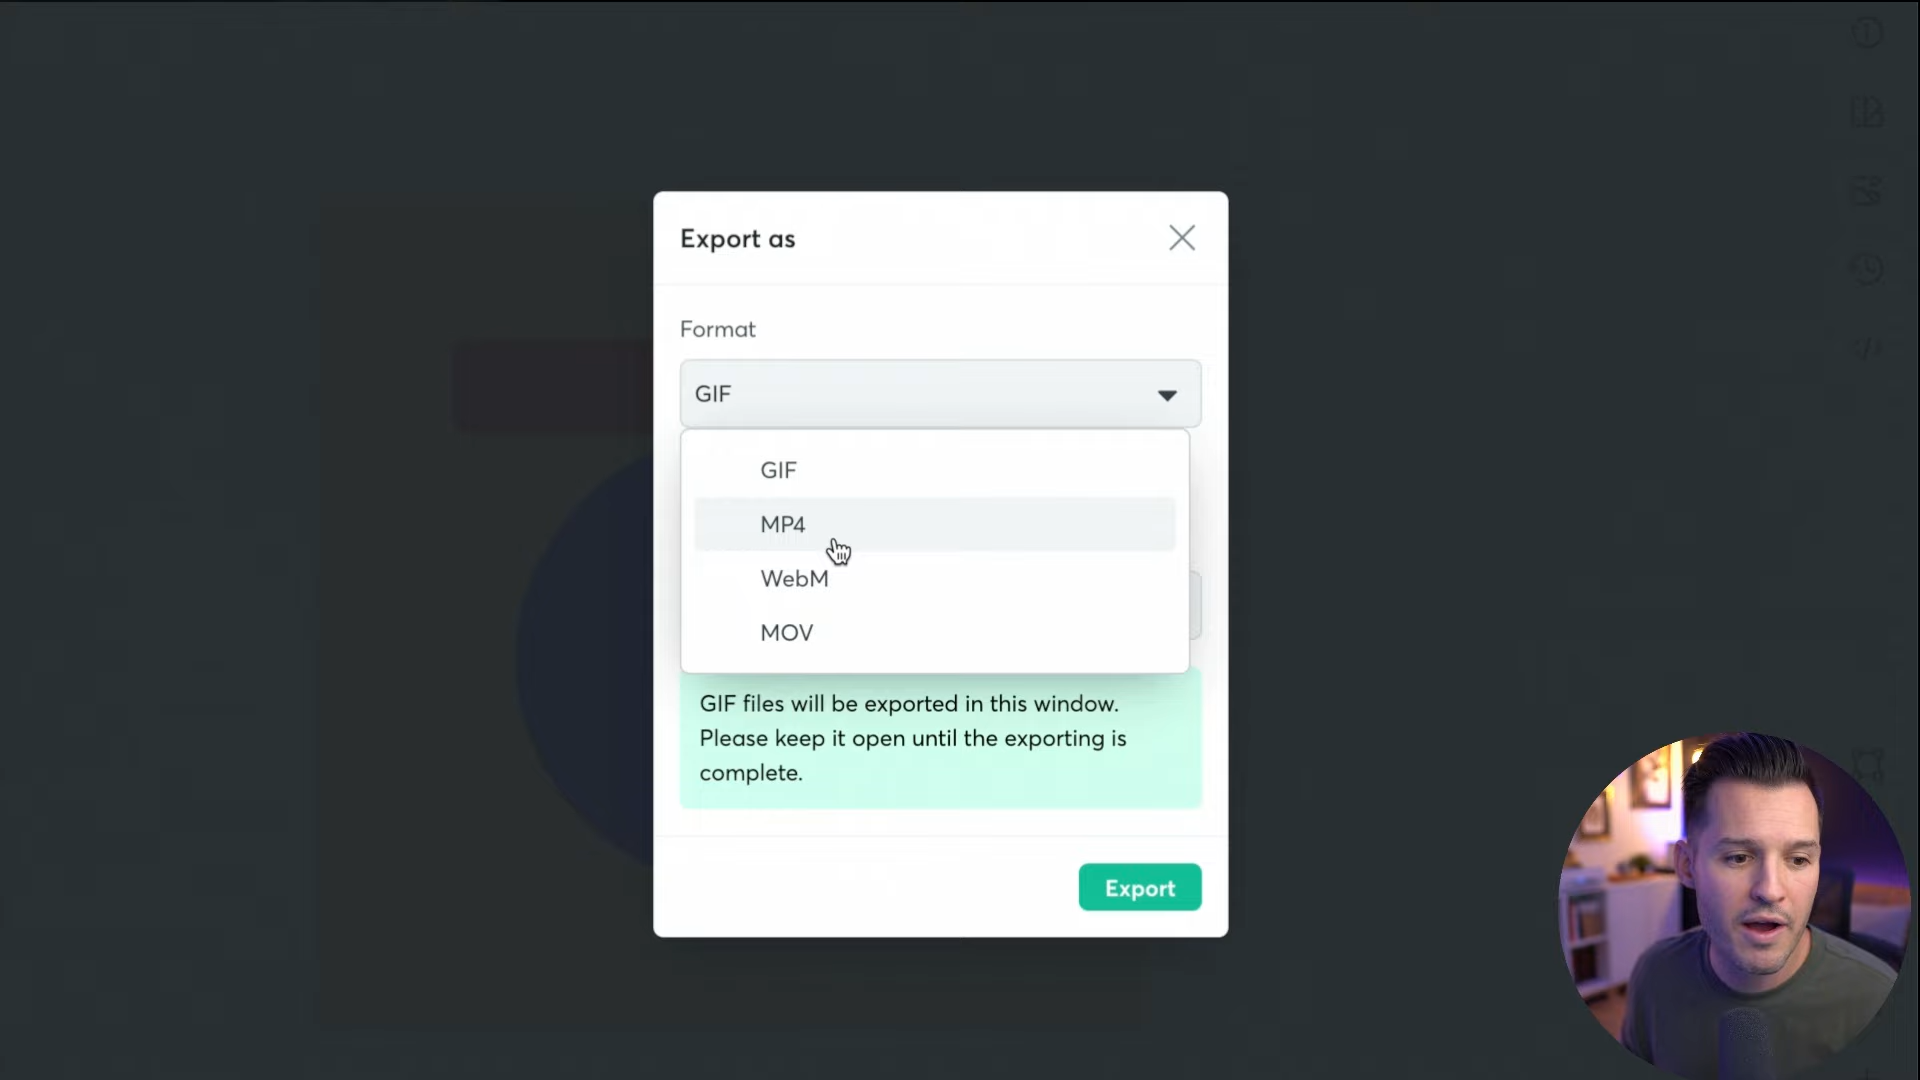 Export as
Format
GIF
GIF
MP4
WebM
MOV
GIF files will be exported in this window.
Please keep it open until the exporting is
complete.
Export